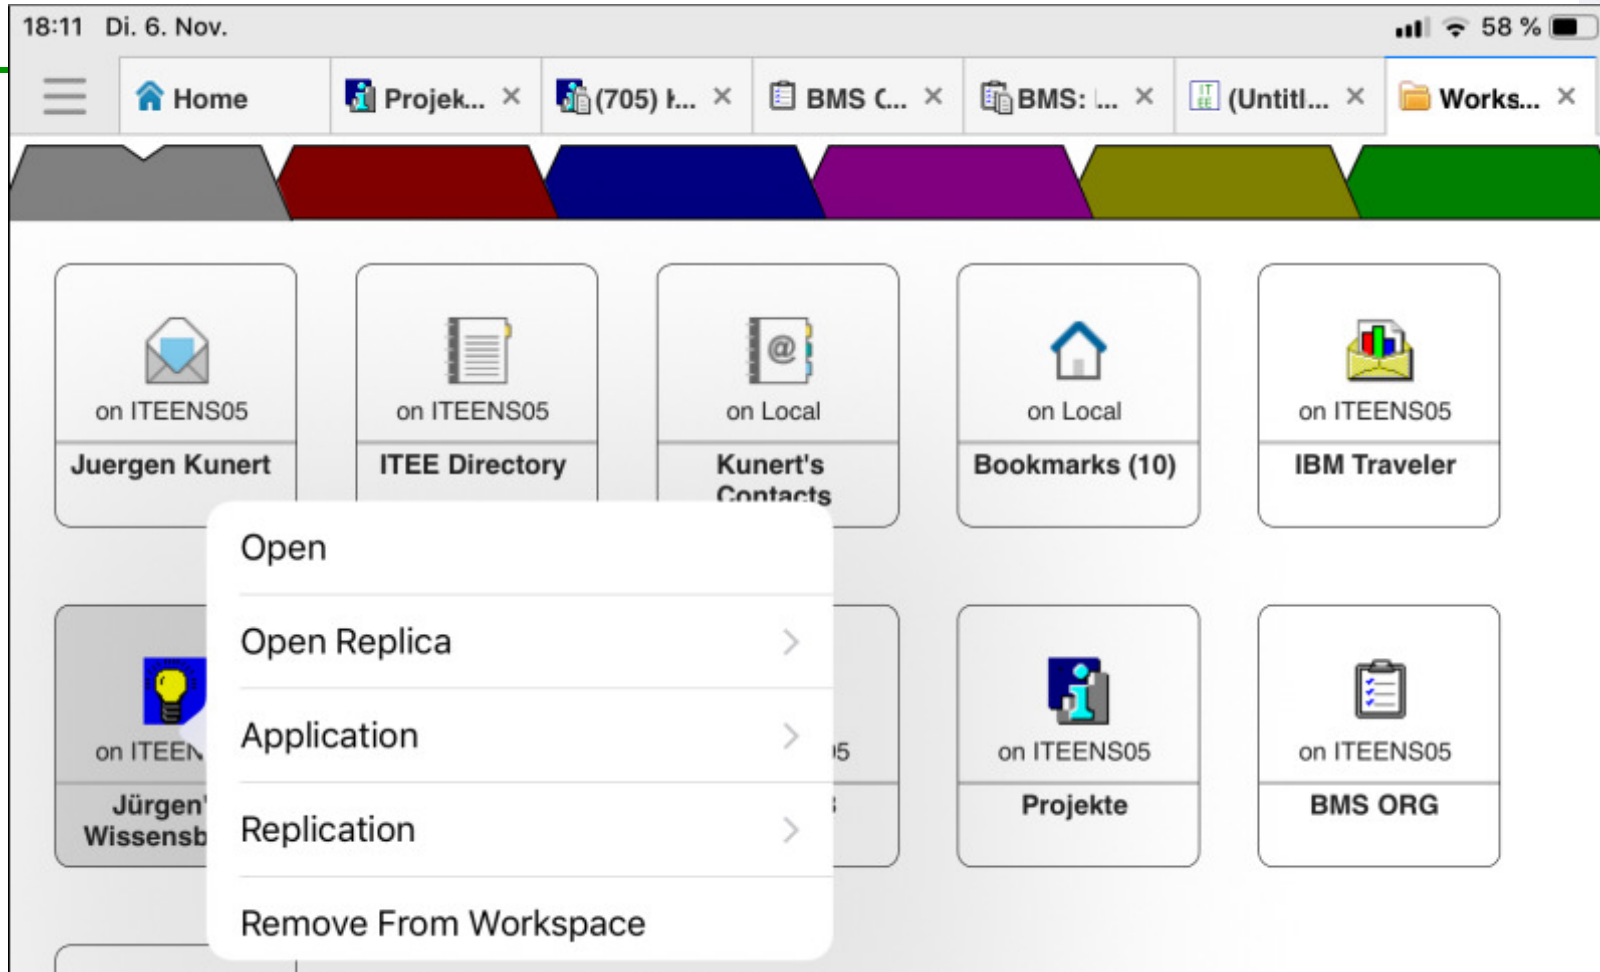 18:11 Di. 6. Nov. 58 %
Home Projek... (705) BMS BMS: (Untitl... Works...
on ITEENS05 on ITEENS05 on Local on Local on ITEENS05
Juergen Kunert ITEE Directory Kunert's Bookmarks (10) IBM Traveler
Contacts
Open
Open Replica
Application
Replication
Remove From Workspace
on
Jürgen'
on ITEENS05 on ITEENS05
Projekte BMS ORG